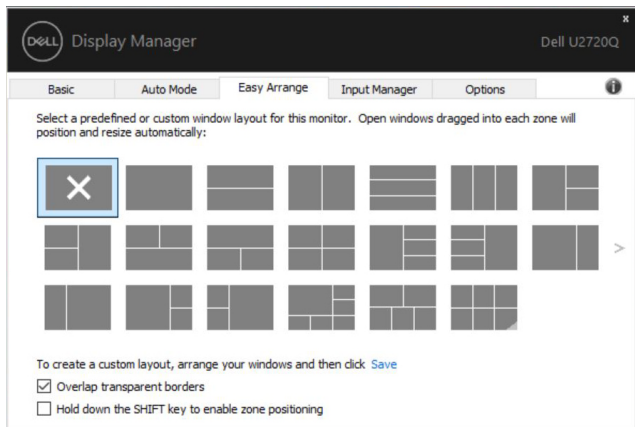 x
DELL Display Manager
Dell U2720Q
Basic
Auto Mode
Easy Arrange
Input Manager
Options
Select a predefined or custom window layout for this monitor. Open windows dragged into each zone will
position and resize automatically:
To create a custom layout, arrange your windows and then click Save
Overlap transparent borders
Hold down the SHIFT key to enable zone positioning